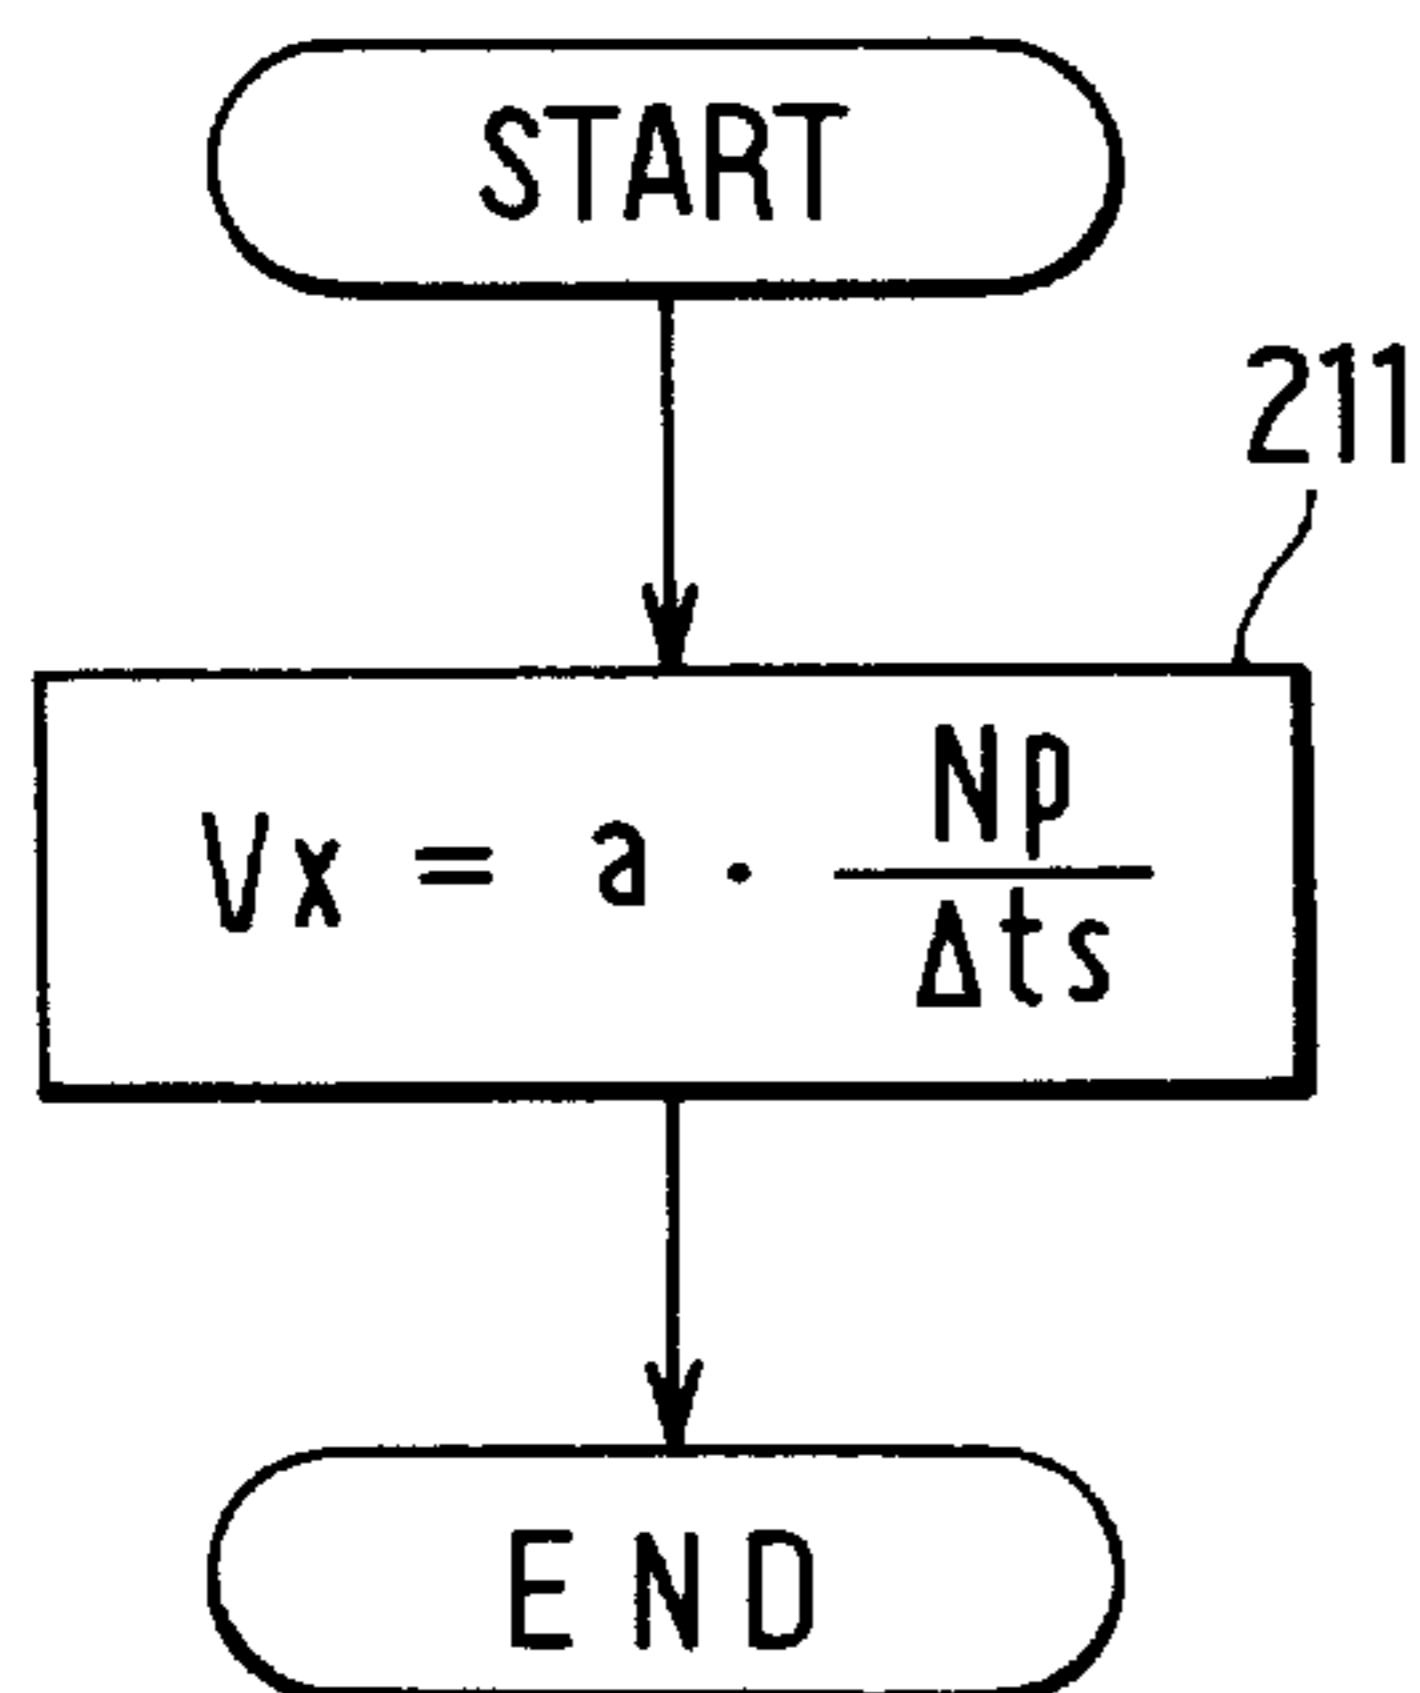 START
211
Vx = a · Np/Δts
END